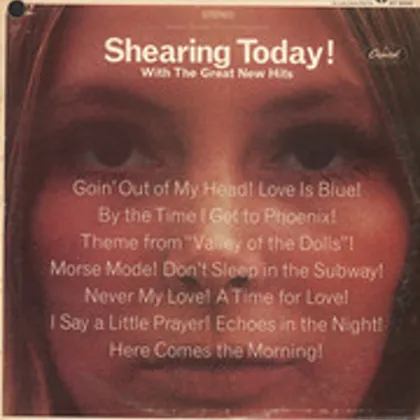 STEREO
Shearing Today!
With The Great New Hits
Capitol
Goin' Out of My Head! Love Is Blue!
By the Time I Get to Phoenix!
Theme from "Valley of the Dolls"!
Morse Mode! Don't Sleep in the Subway!
Never My Love! A Time for Love!
I Say a Little Prayer! Echoes in the Night!
Here Comes the Morning!